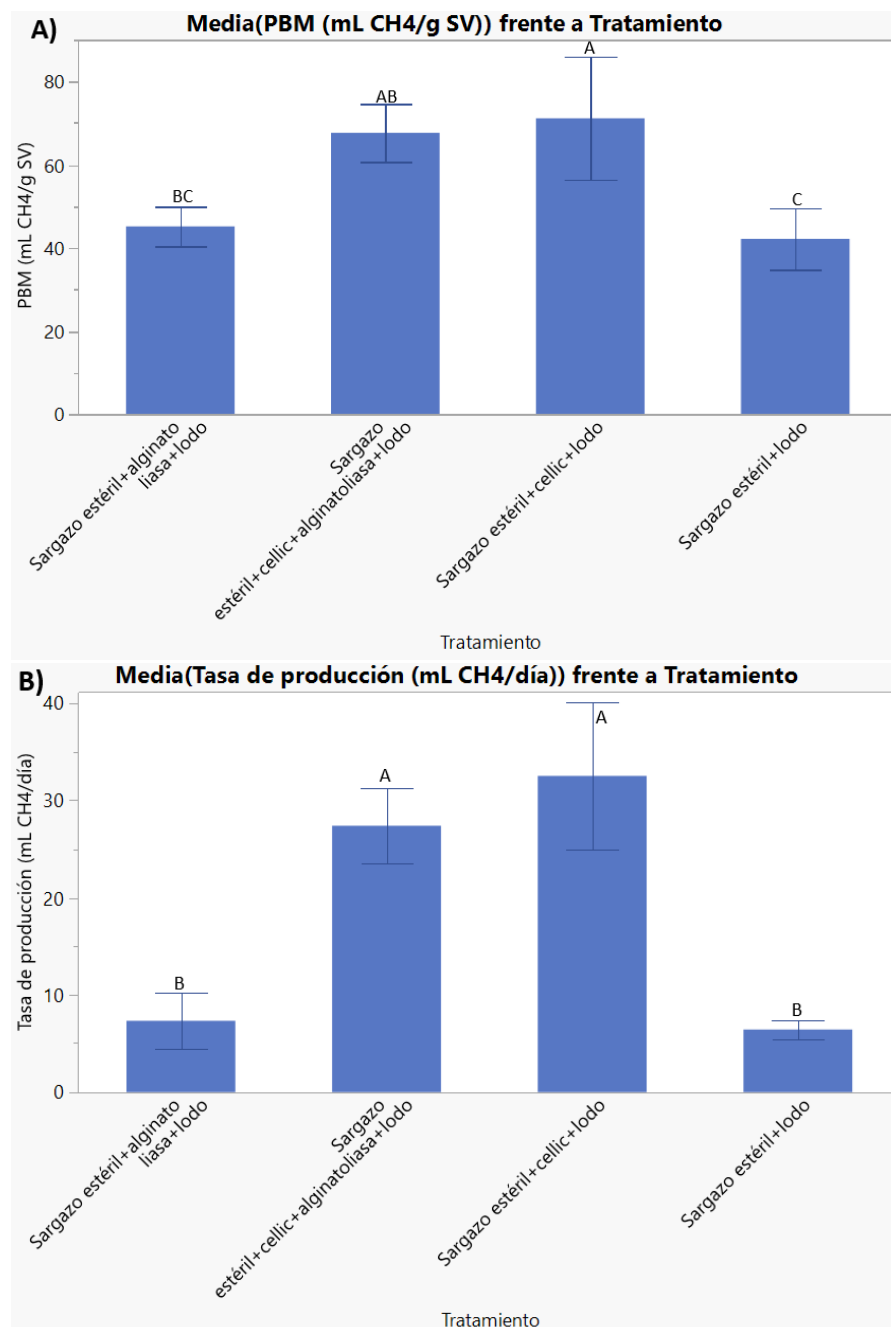 A)
Media(PBM (mL CH4/g SV)) frente a Tratamiento
PBM (mL CH4/g SV)
80
60
40
20
0
BC
AB
A
C
Sargazo estéril+alginato
liasa+lodo
Sargazo
estéril+cellic+alginatoliasa+lodo
Sargazo estéril+cellic+lodo
Sargazo estéril+lodo
Tratamiento
B)
Media(Tasa de producción (mL CH4/día)) frente a Tratamiento
Tasa de producción (mL CH4/día)
40
30
20
10
0
B
A
A
B
Sargazo estéril+alginato
liasa+lodo
Sargazo
estéril+cellic+alginatoliasa+lodo
Sargazo estéril+cellic+lodo
Sargazo estéril+lodo
Tratamiento